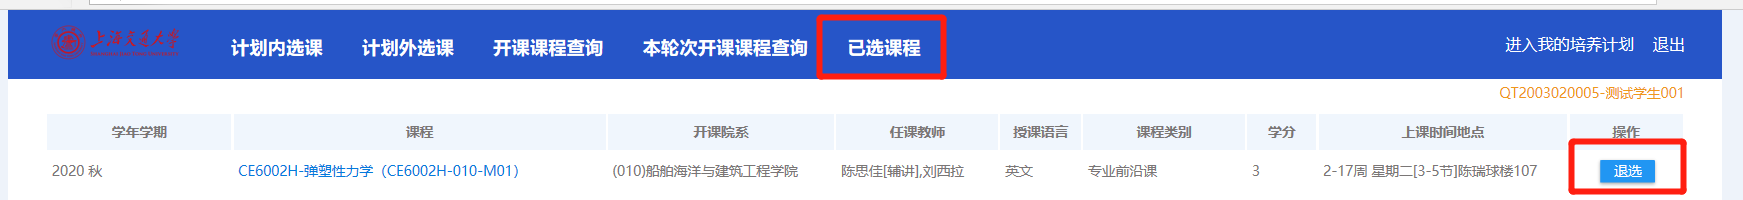 上海交通大学 计划内选课 计划外选课 开课课程查询 本轮次开课课程查询 已选课程 进入我的培养计划 退出
QT2003020005-测试学生001
学年学期 课程 开课院系 任课教师 授课语言 课程类别 学分 上课时间地点 操作
2020 秋 CE6002H-弹塑性力学（CE6002H-010-M01） (010)船舶海洋与建筑工程学院 陈思佳[辅讲],刘西拉 英文 专业前沿课 3 2-17周 星期二[3-5节]陈瑞球楼107 退选